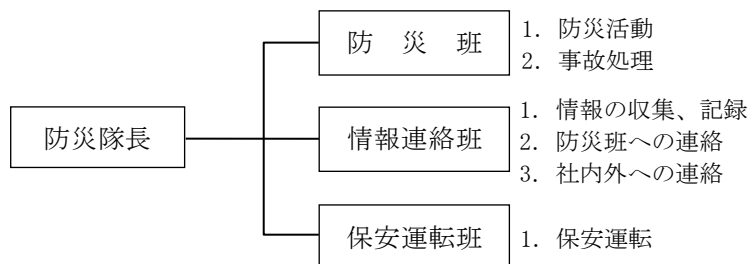 防災隊長
防　災　班
1. 防災活動
2. 事故処理
情報連絡班
1. 情報の収集、記録
2. 防災班への連絡
3. 社内外への連絡
保安運転班
1. 保安運転